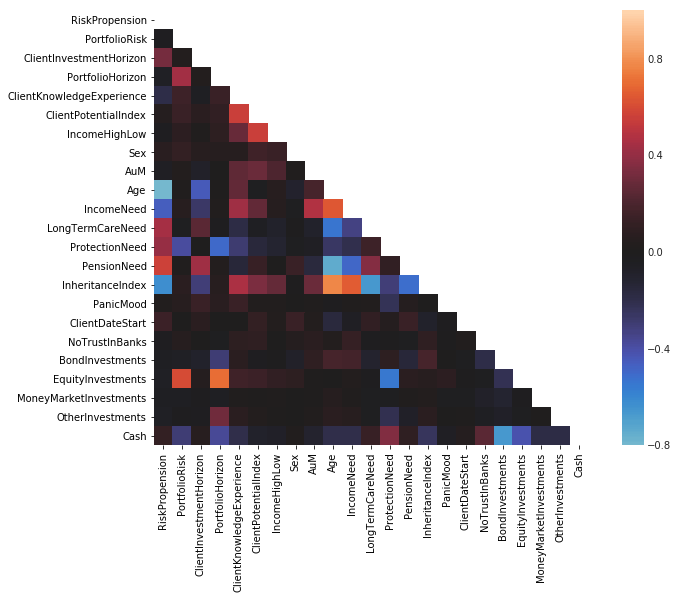 RiskPropension
PortfolioRisk
ClientInvestmentHorizon
PortfolioHorizon
ClientKnowledgeExperience
ClientPotentialIndex
IncomeHighLow
Sex
AuM
Age
IncomeNeed
LongTermCareNeed
ProtectionNeed
PensionNeed
InheritanceIndex
PanicMood
ClientDateStart
NoTrustInBanks
BondInvestments
EquityInvestments
MoneyMarketInvestments
OtherInvestments
Cash
RiskPropension
PortfolioRisk
ClientInvestmentHorizon
PortfolioHorizon
ClientKnowledgeExperience
ClientPotentialIndex
IncomeHighLow
Sex
AuM
Age
IncomeNeed
LongTermCareNeed
ProtectionNeed
PensionNeed
InheritanceIndex
PanicMood
ClientDateStart
NoTrustInBanks
BondInvestments
EquityInvestments
MoneyMarketInvestments
OtherInvestments
Cash
0.8
0.4
0.0
−0.4
−0.8